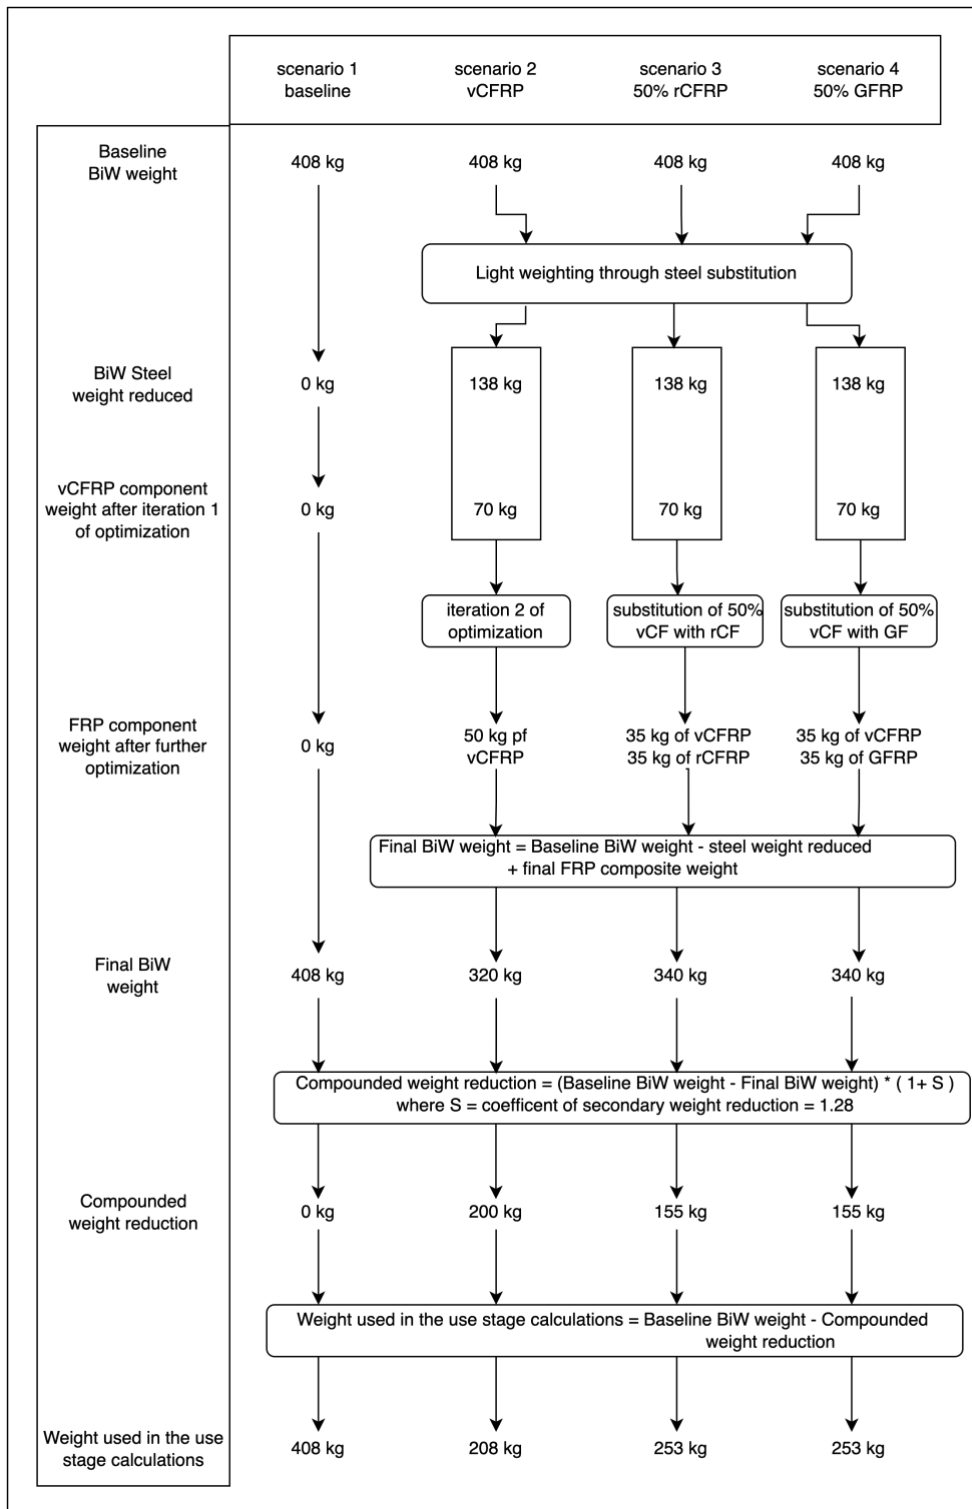 scenario 1
baseline
scenario 2
vCFRP
scenario 3
50% rCFRP
scenario 4
50% GFRP
Baseline
BiW weight
408 kg
408 kg
408 kg
408 kg
Light weighting through steel substitution
BiW Steel
weight reduced
0 kg
138 kg
138 kg
138 kg
vCFRP component
weight after iteration 1
of optimization
0 kg
70 kg
70 kg
70 kg
iteration 2 of
optimization
substitution of 50%
vCF with rCF
substitution of 50%
vCF with GF
FRP component
weight after further
optimization
0 kg
50 kg pf
vCFRP
35 kg of vCFRP
35 kg of rCFRP
35 kg of vCFRP
35 kg of GFRP
Final BiW weight = Baseline BiW weight - steel weight reduced
+ final FRP composite weight
Final BiW
weight
408 kg
320 kg
340 kg
340 kg
Compounded weight reduction = (Baseline BiW weight - Final BiW weight) * ( 1+ S )
where S = coefficent of secondary weight reduction = 1.28
Compounded
weight reduction
0 kg
200 kg
155 kg
155 kg
Weight used in the use stage calculations = Baseline BiW weight - Compounded
weight reduction
Weight used in the use
stage calculations
408 kg
208 kg
253 kg
253 kg